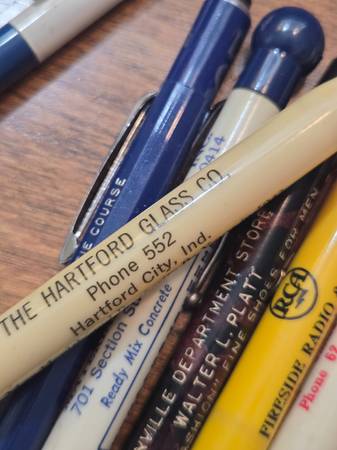 THE HARTFORD GLASS CO.
Phone 552
Hartford City, Ind.
E COURSE
0414
701 Section St
Ready Mix Concrete
VILLE DEPARTMENT STORE
WALTER L. PLATT
FINE SHOES FOR MEN
RCA
FIRESIDE RADIO
Phone 67